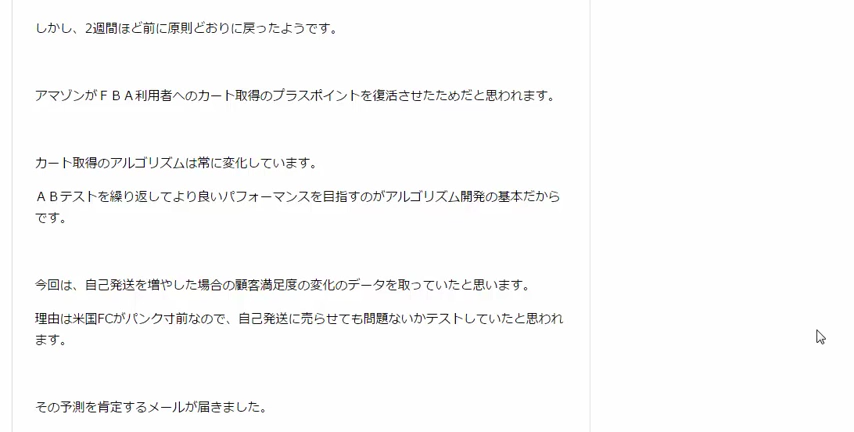 しかし、2週間ほど前に原則どおりに戻ったようです。
アマゾンがＦＢＡ利用者へのカート取得のプラスポイントを復活させたためだと思われます。
カート取得のアルゴリズムは常に変化しています。
ＡＢテストを繰り返してより良いパフォーマンスを目指すのがアルゴリズム開発の基本だから
です。
今回は、自己発送を増やした場合の顧客満足度の変化のデータを取っていたと思います。
理由は米国FCがパンク寸前なので、自己発送に売らせても問題ないかテストしていたと思われ
ます。
その予測を肯定するメールが届きました。